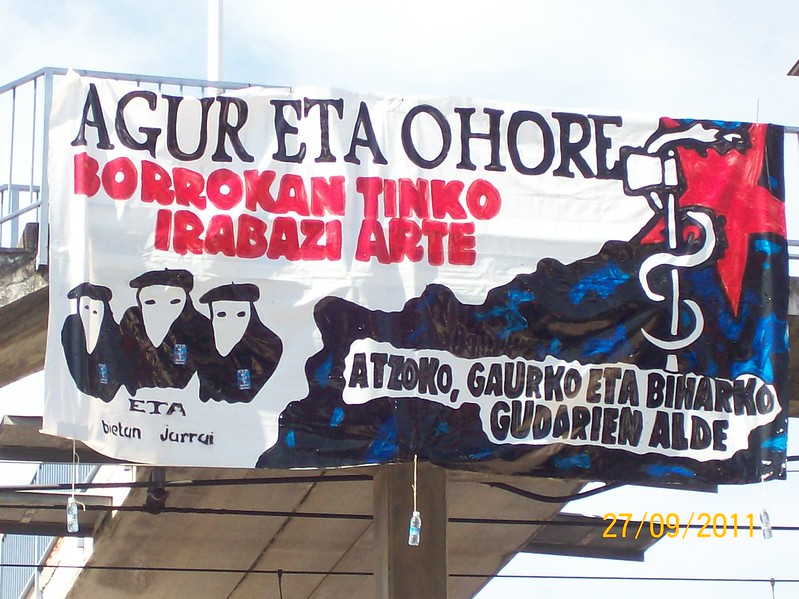 AGUR ETA OHORE
BORROKAN TINKO
IRABAZI ARTE
ETA
bietan jarrai
ATZOKO, GAURKO ETA BIHARKO
GUDARIEN ALDE
27/09/2011